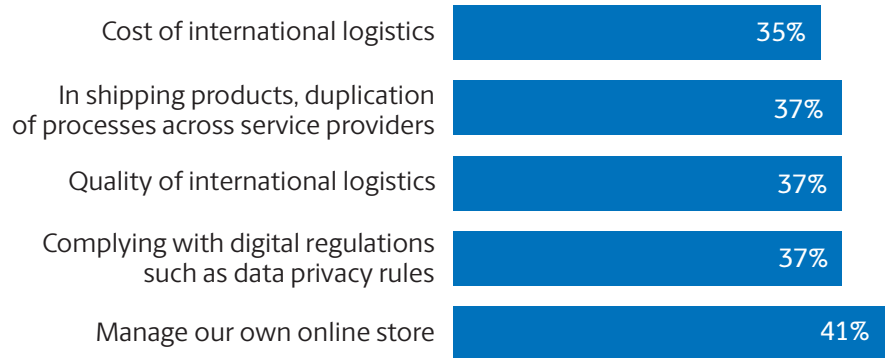 Cost of international logistics
35%
In shipping products, duplication
of processes across service providers
37%
Quality of international logistics
37%
Complying with digital regulations
such as data privacy rules
37%
Manage our own online store
41%